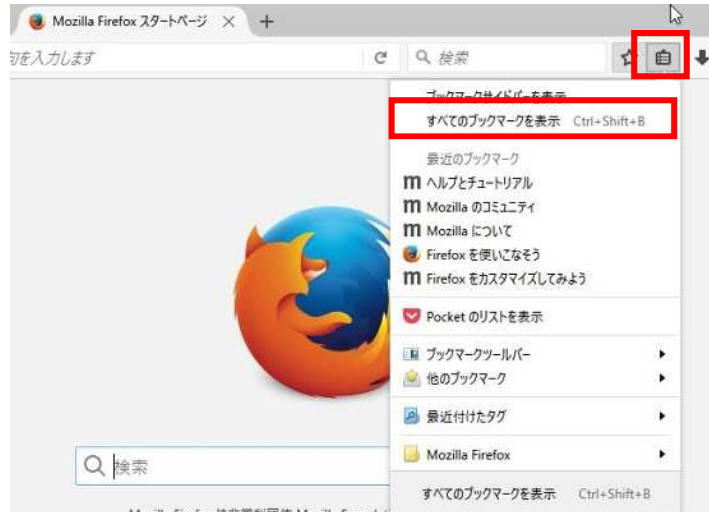 Mozilla Firefox スタートページ
を入力します
検索
ブックマークサイドバーを表示
すべてのブックマークを表示 Ctrl+Shift+B
最近のブックマーク
ヘルプとチュートリアル
Mozilla のコミュニティ
Mozilla について
Firefox を使いこなそう
Firefox をカスタマイズしてみよう
Pocket のリストを表示
ブックマークツールバー
他のブックマーク
最近付けたタグ
Mozilla Firefox
検索
すべてのブックマークを表示 Ctrl+Shift+B